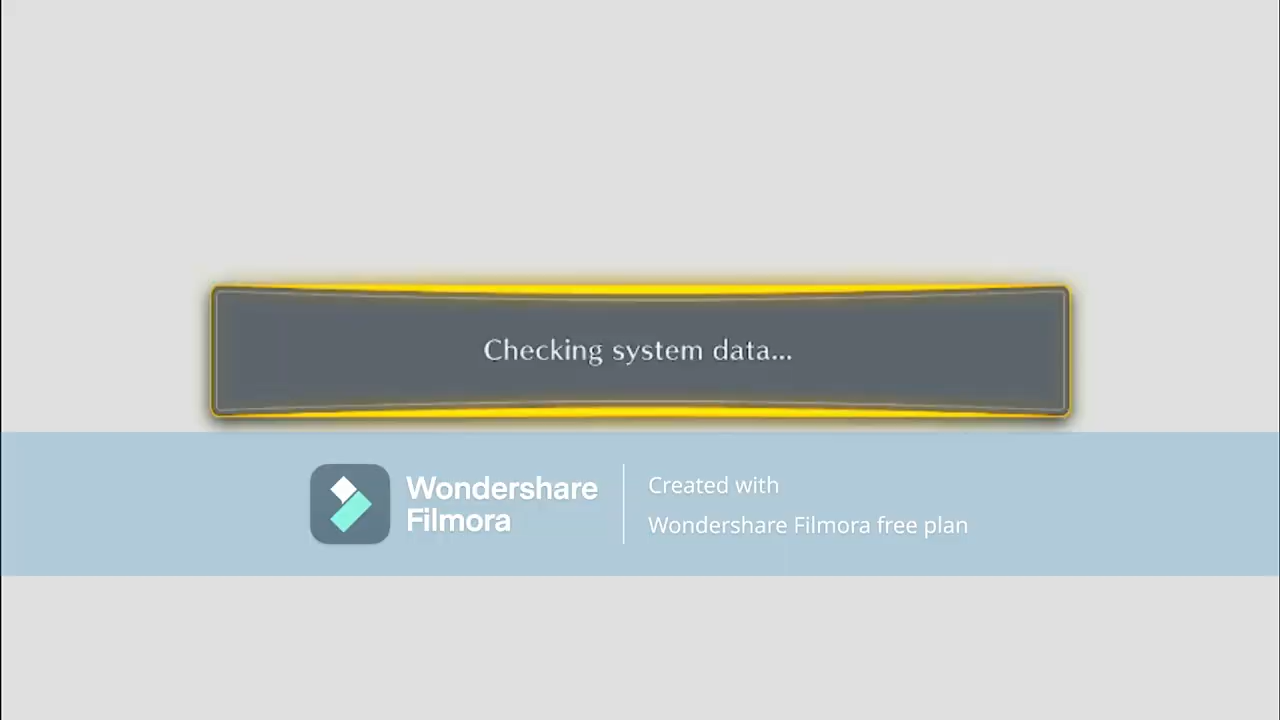 Checking system data...
Wondershare
Filmora
Created with
Wondershare Filmora free plan